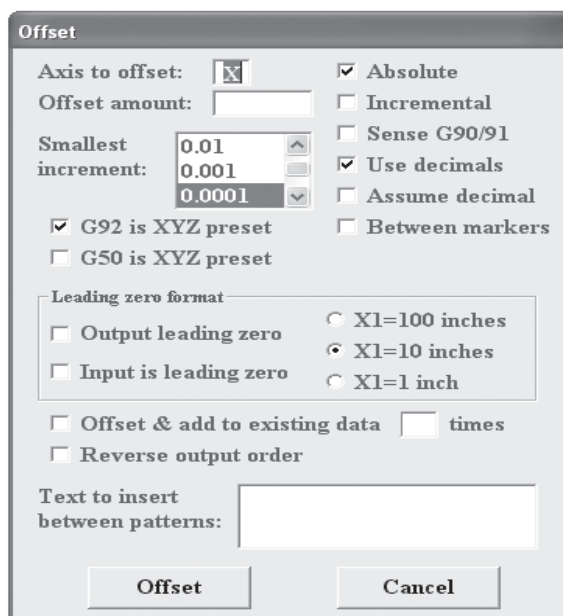 Offset
Axis to offset: X
Offset amount:
Smallest increment:
0.01
0.001
0.0001
G92 is XYZ preset
G50 is XYZ preset
Absolute
Incremental
Sense G90/91
Use decimals
Assume decimal
Between markers
Leading zero format
Output leading zero
Input is leading zero
X1=100 inches
X1=10 inches
X1=1 inch
Offset & add to existing data times
Reverse output order
Text to insert
between patterns:
Offset Cancel